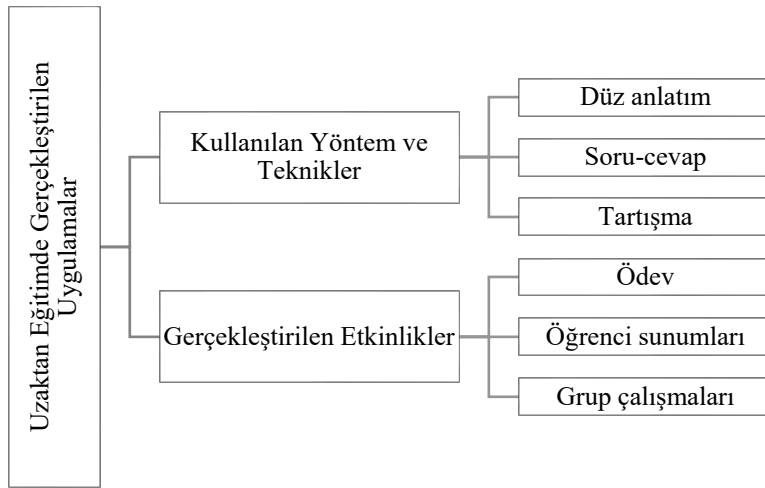 Uzaktan Eğitimde Gerçekleştirilen
Uygulamalar
Kullanılan Yöntem ve
Teknikler
Düz anlatım
Soru-cevap
Tartışma
Gerçekleştirilen Etkinlikler
Ödev
Öğrenci sunumları
Grup çalışmaları